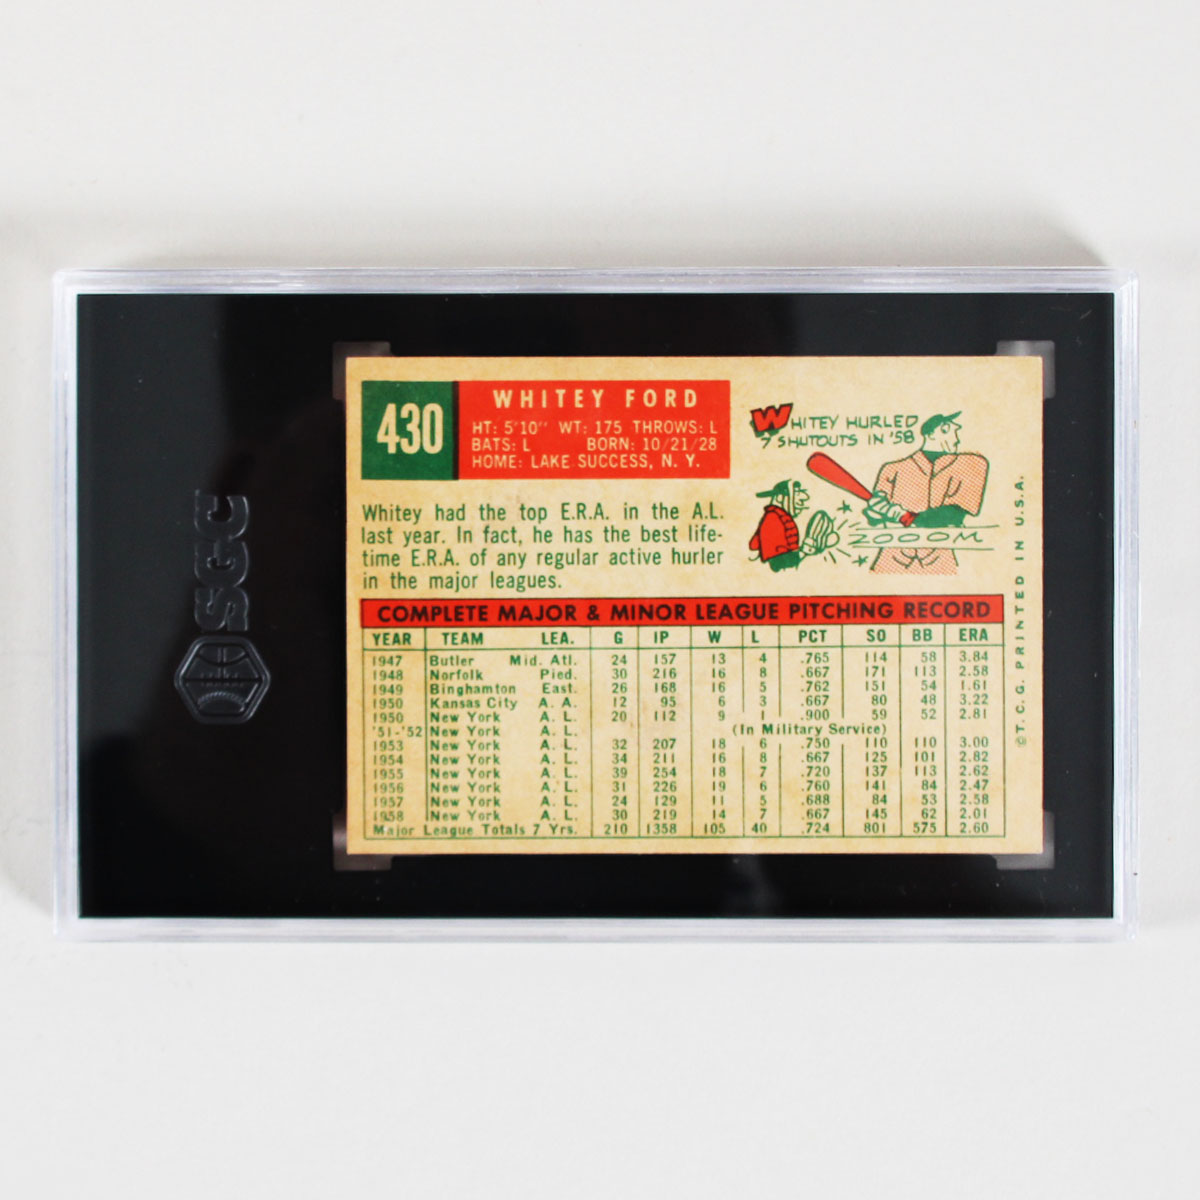 SGC
430
WHITEY FORD
HT: 5'10" WT: 175 THROWS: L
BATS: L BORN: 10/21/28
HOME: LAKE SUCCESS, N. Y.
WHITEY HURLED
7 SHUTOUTS IN '58
ZOOOM
Whitey had the top E.R.A. in the A.L.
last year. In fact, he has the best life-
time E.R.A. of any regular active hurler
in the major leagues.
COMPLETE MAJOR & MINOR LEAGUE PITCHING RECORD
YEAR TEAM LEA. G IP W L PCT SO BB ERA
1947 Butler Mid. Atl. 24 157 13 4 .765 114 58 3.84
1948 Norfolk Pied. 30 216 16 8 .667 171 113 2.58
1949 Binghamton East. 26 168 16 5 .762 151 54 1.61
1950 Kansas City A. A. 12 95 6 3 .667 80 48 3.22
1950 New York A. L. 20 112 9 1 .900 59 52 2.81
'51-'52 New York A. L. (In Military Service)
1953 New York A. L. 32 207 18 6 .750 110 110 3.00
1954 New York A. L. 34 211 16 8 .667 125 101 2.82
1955 New York A. L. 39 254 18 7 .720 137 113 2.62
1956 New York A. L. 31 226 19 6 .760 141 84 2.47
1957 New York A. L. 24 129 11 5 .688 84 53 2.58
1958 New York A. L. 30 219 14 7 .667 145 62 2.01
Major League Totals 7 Yrs. 210 1358 105 40 .724 801 575 2.60
©T. C. G. PRINTED IN U.S.A.